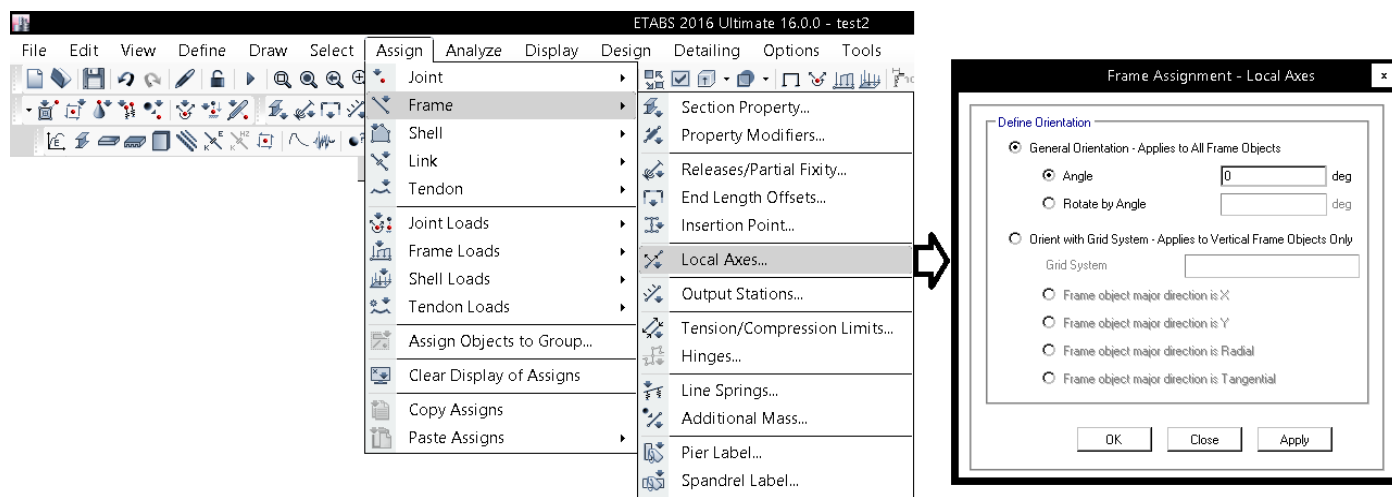 ETABS 2016 Ultimate 16.0.0 - test2
File Edit View Define Draw Select Assign Analyze Display Design Detailing Options Tools
Joint
Frame
Shell
Link
Tendon
Joint Loads
Frame Loads
Shell Loads
Tendon Loads
Assign Objects to Group...
Clear Display of Assigns
Copy Assigns
Paste Assigns
Section Property...
Property Modifiers...
Releases/Partial Fixity...
End Length Offsets...
Insertion Point...
Local Axes...
Output Stations...
Tension/Compression Limits...
Hinges...
Line Springs...
Additional Mass...
Pier Label...
Spandrel Label...
Frame Assignment - Local Axes
x
Define Orientation
General Orientation - Applies to All Frame Objects
Angle 0 deg
Rotate by Angle deg
Orient with Grid System - Applies to Vertical Frame Objects Only
Grid System
Frame object major direction is X
Frame object major direction is Y
Frame object major direction is Radial
Frame object major direction is Tangential
OK Close Apply